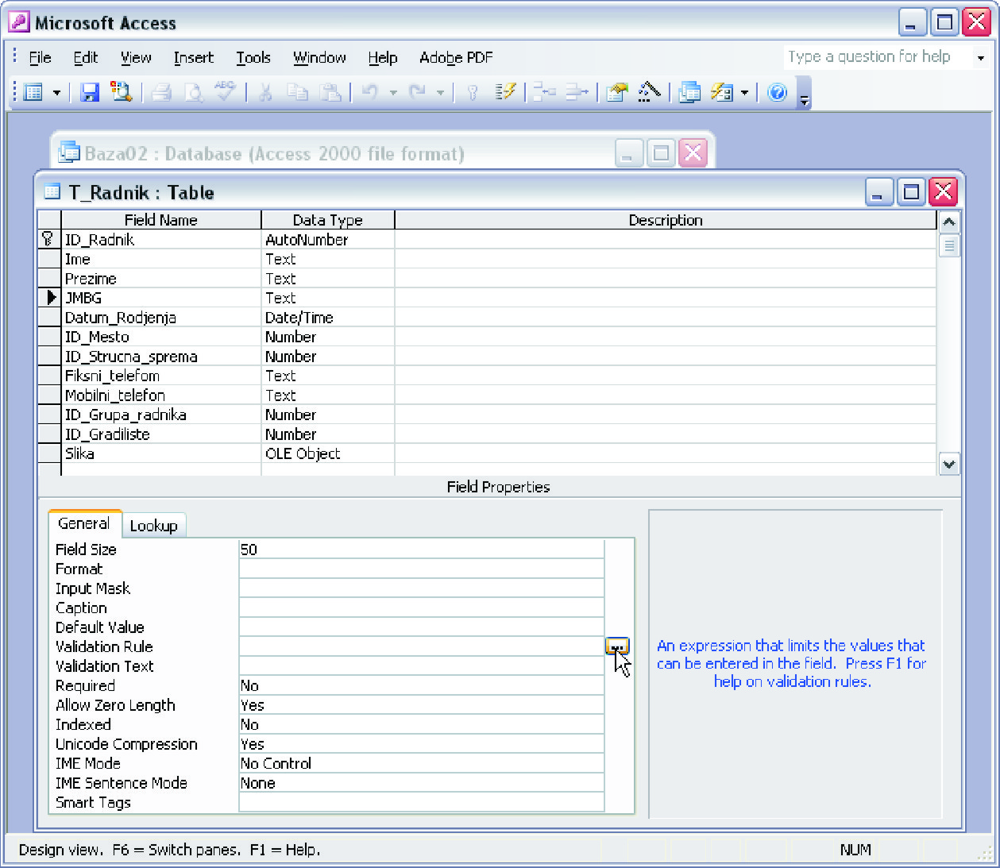 Microsoft Access
File Edit View Insert Tools Window Help Adobe PDF Type a question for help
Baza02 : Database (Access 2000 file format)
T_Radnik : Table
Field Name Data Type Description
ID_Radnik AutoNumber
Ime Text
Prezime Text
JMBG Text
Datum_Rodjenja Date/Time
ID_Mesto Number
ID_Strucna_sprema Number
Fiksni_telefom Text
Mobilni_telefon Text
ID_Grupa_radnika Number
ID_Gradiliste Number
Slika OLE Object
Field Properties
General Lookup
Field Size 50
Format
Input Mask
Caption
Default Value
Validation Rule ...
Validation Text
Required No
Allow Zero Length Yes
Indexed No
Unicode Compression Yes
IME Mode No Control
IME Sentence Mode None
Smart Tags
An expression that limits the values that
can be entered in the field. Press F1 for
help on validation rules.
Design view. F6 = Switch panes. F1 = Help. NUM